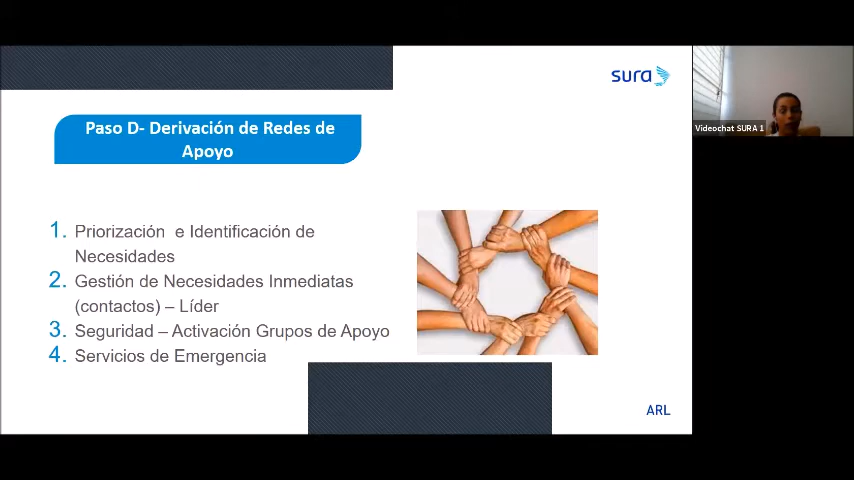 sura
Videochat SURA 1
Paso D- Derivación de Redes de
Apoyo
1. Priorización e Identificación de
Necesidades
2. Gestión de Necesidades Inmediatas
(contactos) – Líder
3. Seguridad – Activación Grupos de Apoyo
4. Servicios de Emergencia
ARL